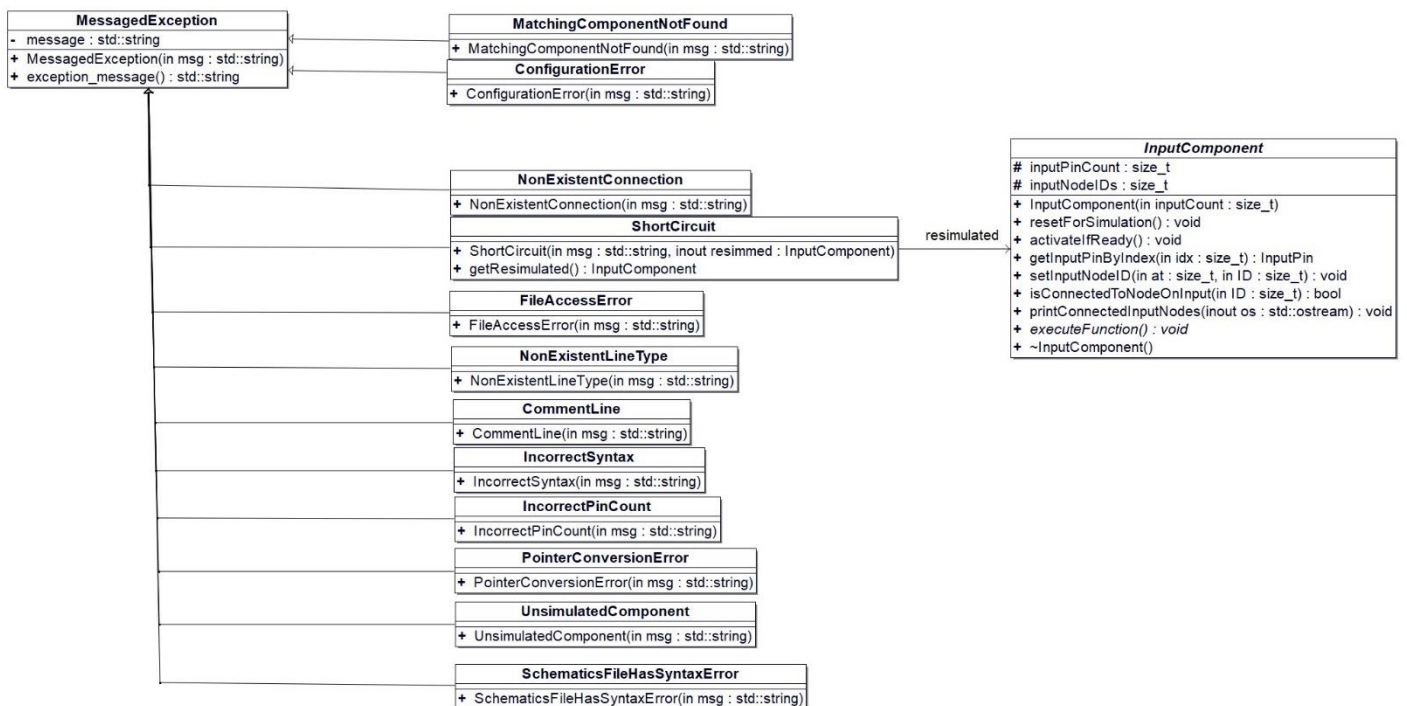 MessagedException
- message : std::string
+ MessagedException(in msg : std::string)
+ exception_message() : std::string
MatchingComponentNotFound
+ MatchingComponentNotFound(in msg : std::string)
ConfigurationError
+ ConfigurationError(in msg : std::string)
NonExistentConnection
+ NonExistentConnection(in msg : std::string)
ShortCircuit
+ ShortCircuit(in msg : std::string, inout resimmed : InputComponent)
+ getResimulated() : InputComponent
resimulated
InputComponent
# inputPinCount : size_t
# inputNodeIDs : size_t
+ InputComponent(in inputCount : size_t)
+ resetForSimulation() : void
+ activateIfReady() : void
+ getInputPinByIndex(in idx : size_t) : InputPin
+ setInputNodeID(in at : size_t, in ID : size_t) : void
+ isConnectedToNodeOnInput(in ID : size_t) : bool
+ printConnectedInputNodes(inout os : std::ostream) : void
+ executeFunction() : void
+ ~InputComponent()
FileAccessError
+ FileAccessError(in msg : std::string)
NonExistentLineType
+ NonExistentLineType(in msg : std::string)
CommentLine
+ CommentLine(in msg : std::string)
IncorrectSyntax
+ IncorrectSyntax(in msg : std::string)
IncorrectPinCount
+ IncorrectPinCount(in msg : std::string)
PointerConversionError
+ PointerConversionError(in msg : std::string)
UnsimulatedComponent
+ UnsimulatedComponent(in msg : std::string)
SchematicsFileHasSyntaxError
+ SchematicsFileHasSyntaxError(in msg : std::string)